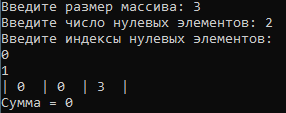 Введите размер массива: 3
Введите число нулевых элементов: 2
Введите индексы нулевых элементов:
0
1
| 0 | 0 | 3 |
Сумма = 0